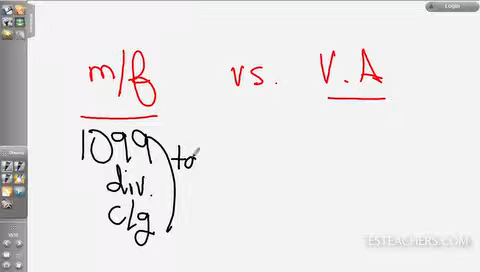 Login
m/f vs. V.A
1099
div. to
c/g
TESTEACHERS.COM